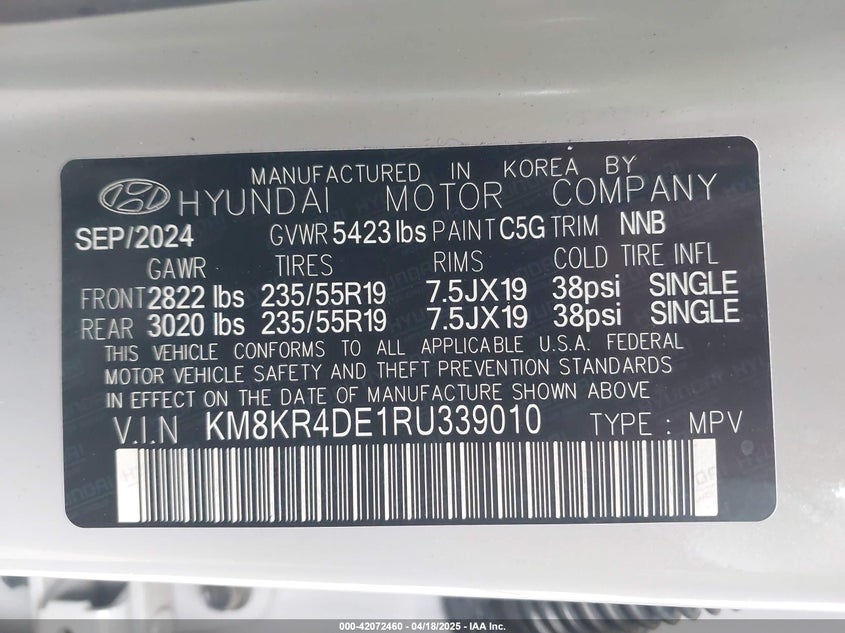 MANUFACTURED IN KOREA BY
HYUNDAI MOTOR COMPANY
SEP/2024 GVWR 5423 lbs PAINT C5G TRIM NNB
GAWR TIRES RIMS COLD TIRE INFL
FRONT 2822 lbs 235/55R19 7.5JX19 38psi SINGLE
REAR 3020 lbs 235/55R19 7.5JX19 38psi SINGLE
THIS VEHICLE CONFORMS TO ALL APPLICABLE U.S.A. FEDERAL
MOTOR VEHICLE SAFETY AND THEFT PREVENTION STANDARDS
IN EFFECT ON THE DATE OF MANUFACTURE SHOWN ABOVE
V.I.N KM8KR4DE1RU339010 TYPE : MPV
000-42072460 - 04/18/2025 - IAA Inc.